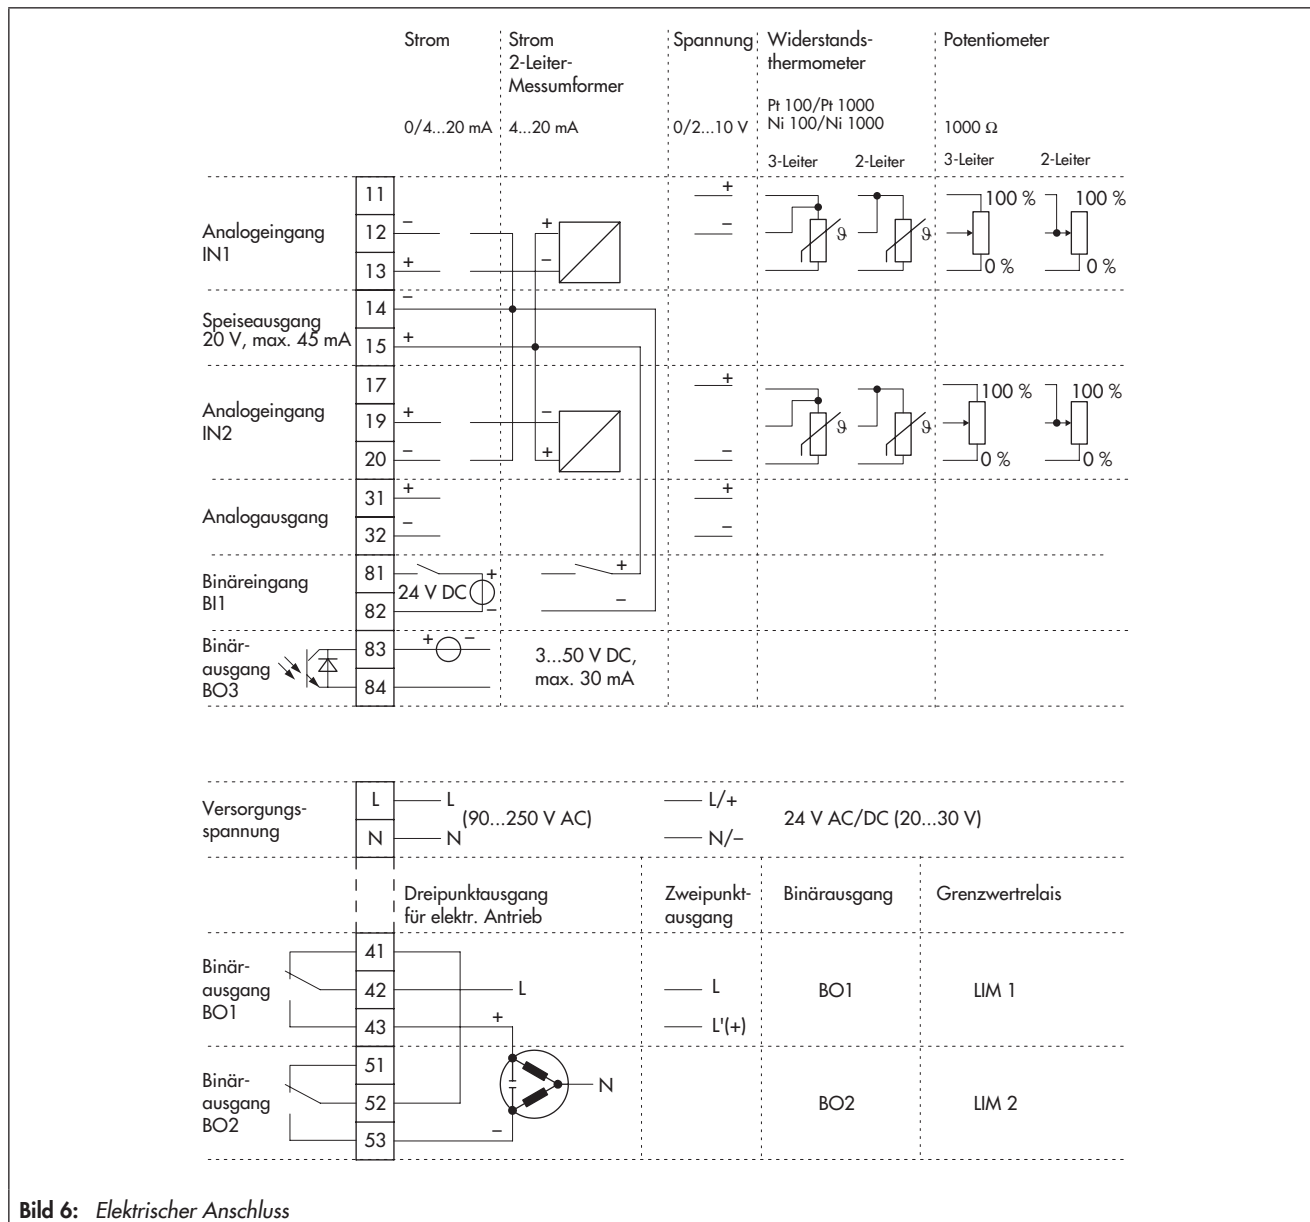 Strom Strom Spannung Widerstands- Potentiometer
2-Leiter- thermometer
Messumformer
Pt 100/Pt 1000
0/4...20 mA 4...20 mA 0/2...10 V Ni 100/Ni 1000 1000 Ω
3-Leiter 2-Leiter 3-Leiter 2-Leiter
11 + 100 % 100 %
Analogeingang 12 − + − ϑ ϑ
IN1 13 + − 0 % 0 %
14 −
Speiseausgang
20 V, max. 45 mA 15 +
17 + 100 % 100 %
Analogeingang 19 + − ϑ ϑ
IN2 20 − + − 0 % 0 %
31 + +
Analogausgang
32 − −
81 + +
Binäreingang 24 V DC
BI1 82 − −
Binär- 83 + − 3...50 V DC,
ausgang max. 30 mA
BO3 84
L L L/+
Versorgungs- (90...250 V AC) 24 V AC/DC (20...30 V)
spannung N N N/−
Dreipunktausgang Zweipunkt- Binärausgang Grenzwertrelais
für elektr. Antrieb ausgang
41
Binär-
ausgang 42 L L BO1 LIM 1
BO1 43 + L'(+)
51
Binär- N
ausgang 52 BO2 LIM 2
BO2 53 −
Bild 6: Elektrischer Anschluss